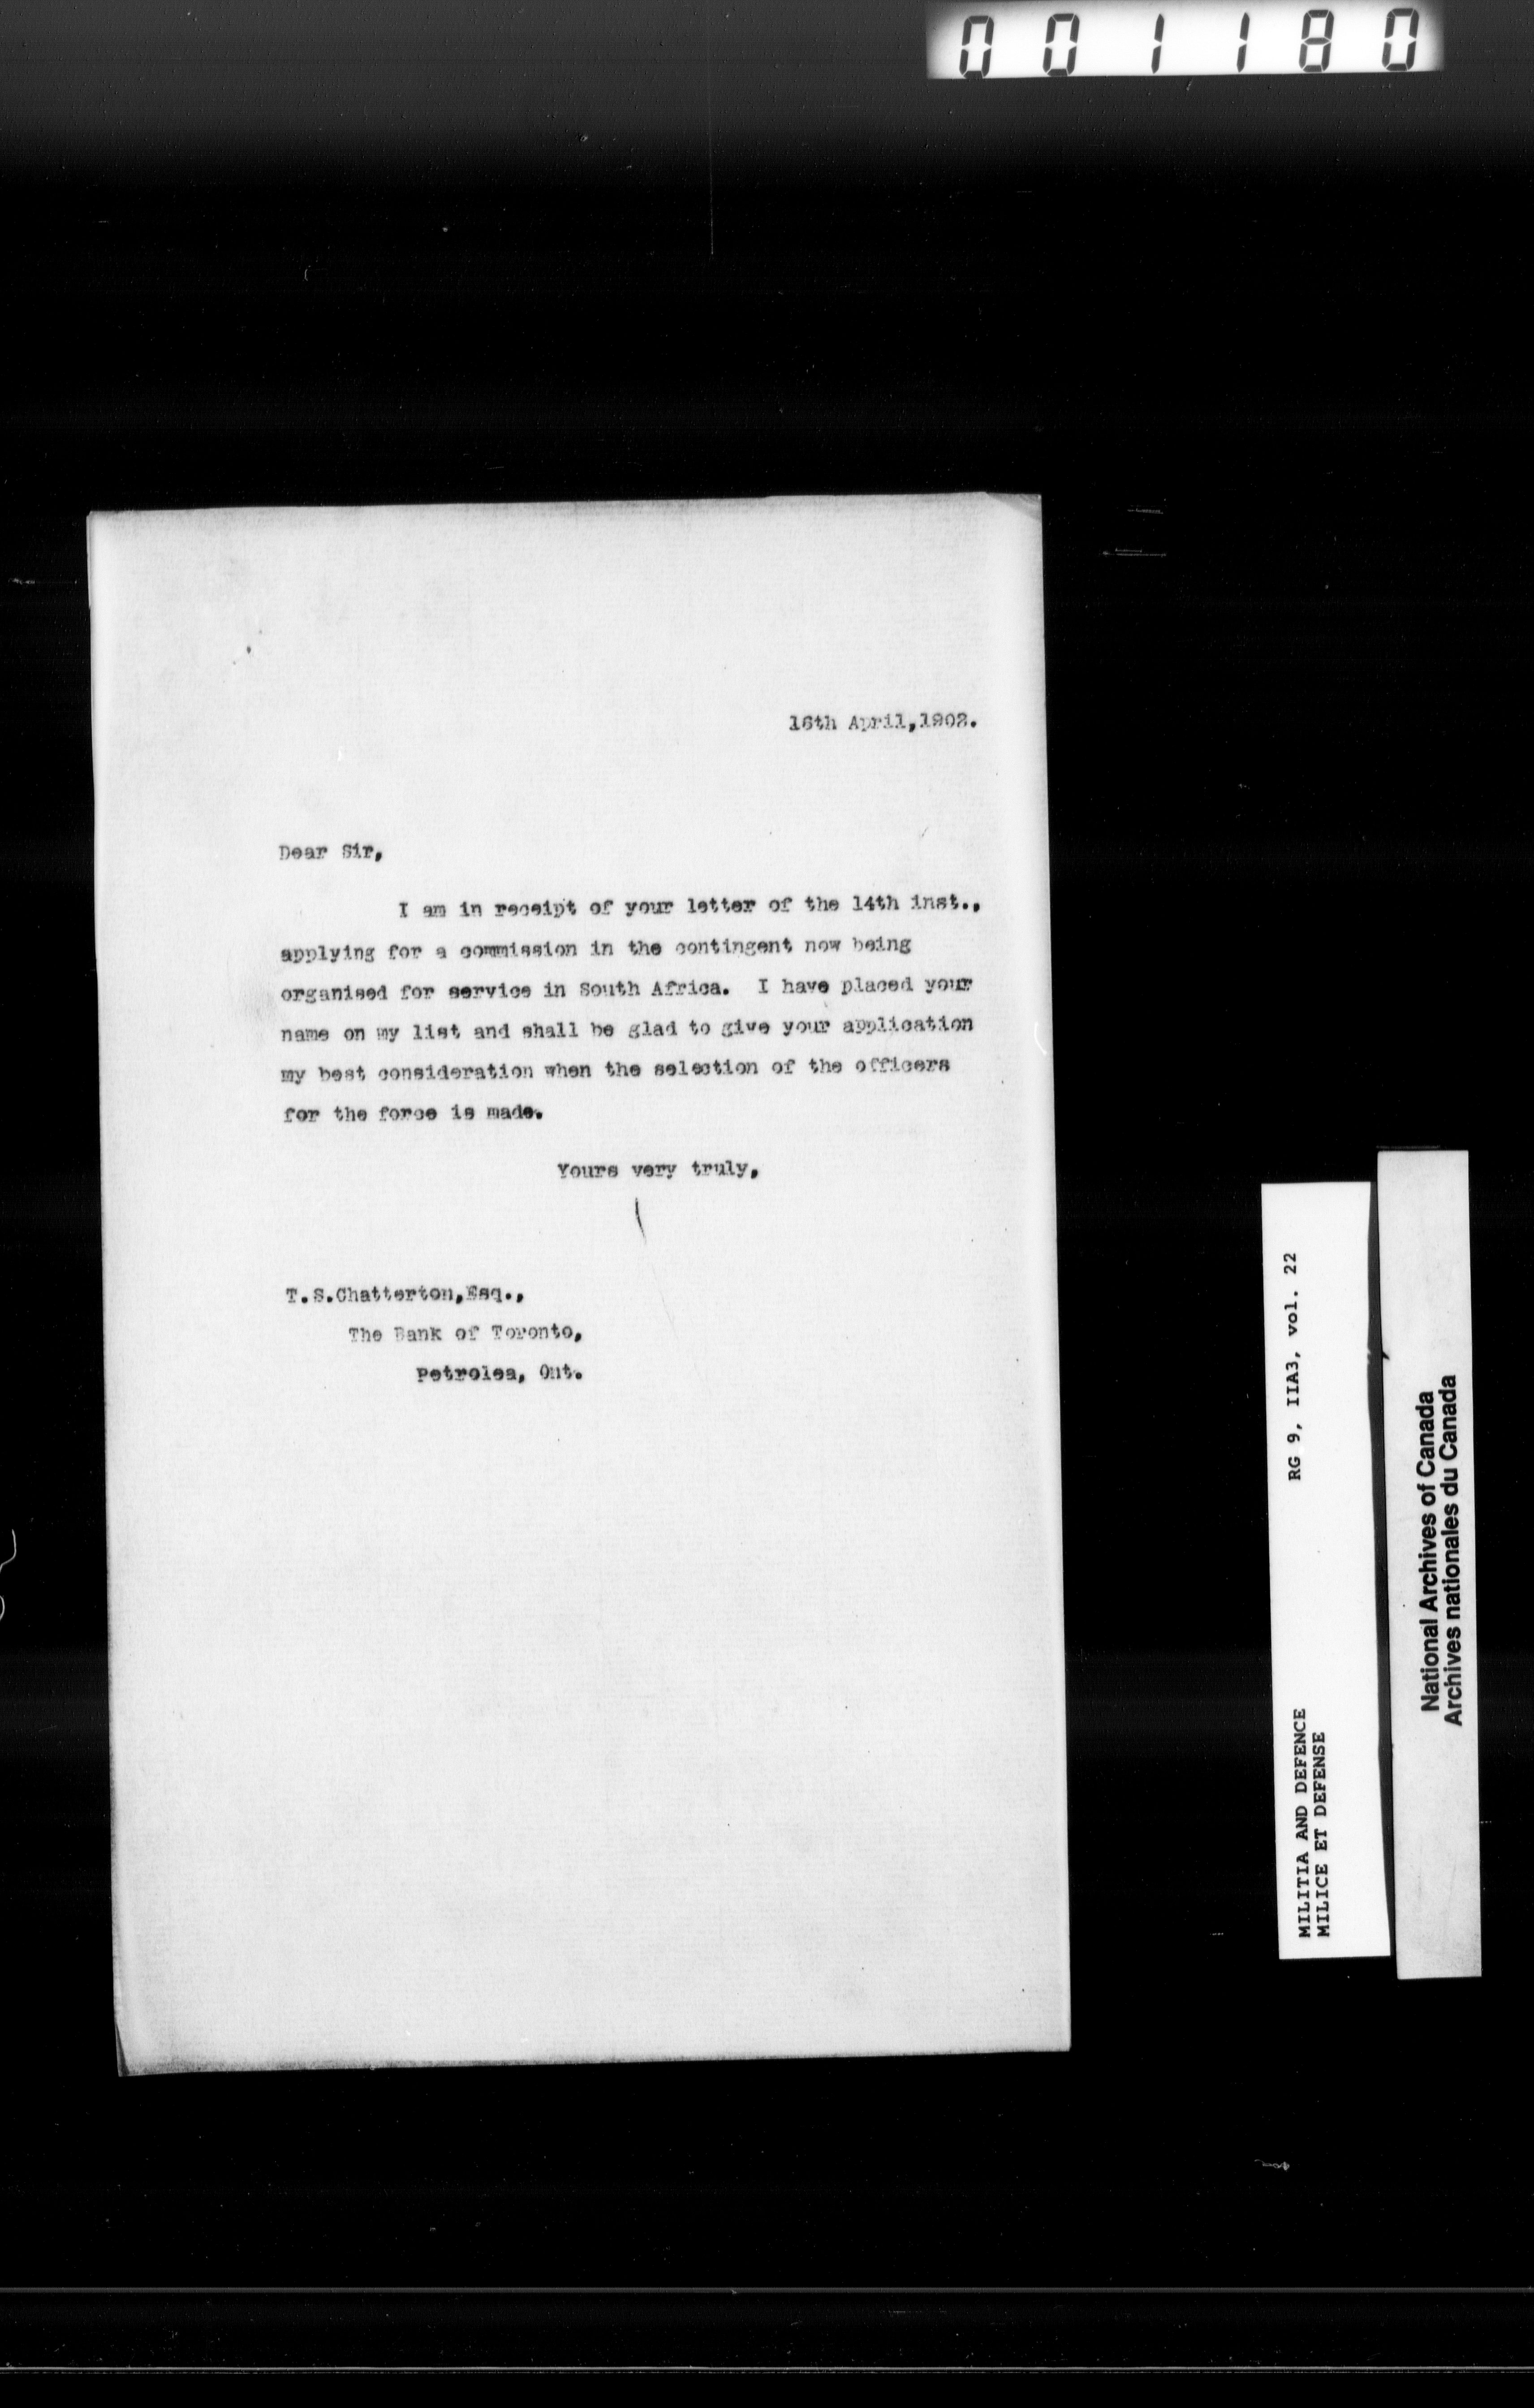 001180
16th April,1902.
Dear Sir,
I am in receipt of your letter of the 14th inst.,
applying for a commission in the contingent now being
organised for service in South Africa. I have placed your
name on my list and shall be glad to give your application
my best consideration when the selection of the officers
for the force is made.
Yours very truly,
T.S.Chatterton,Esq.,
The Bank of Toronto,
Petrolea, Ont.
RG 9, IIA3, vol. 22
MILITIA AND DEFENCE
MILICE ET DEFENSE
National Archives of Canada
Archives nationales du Canada